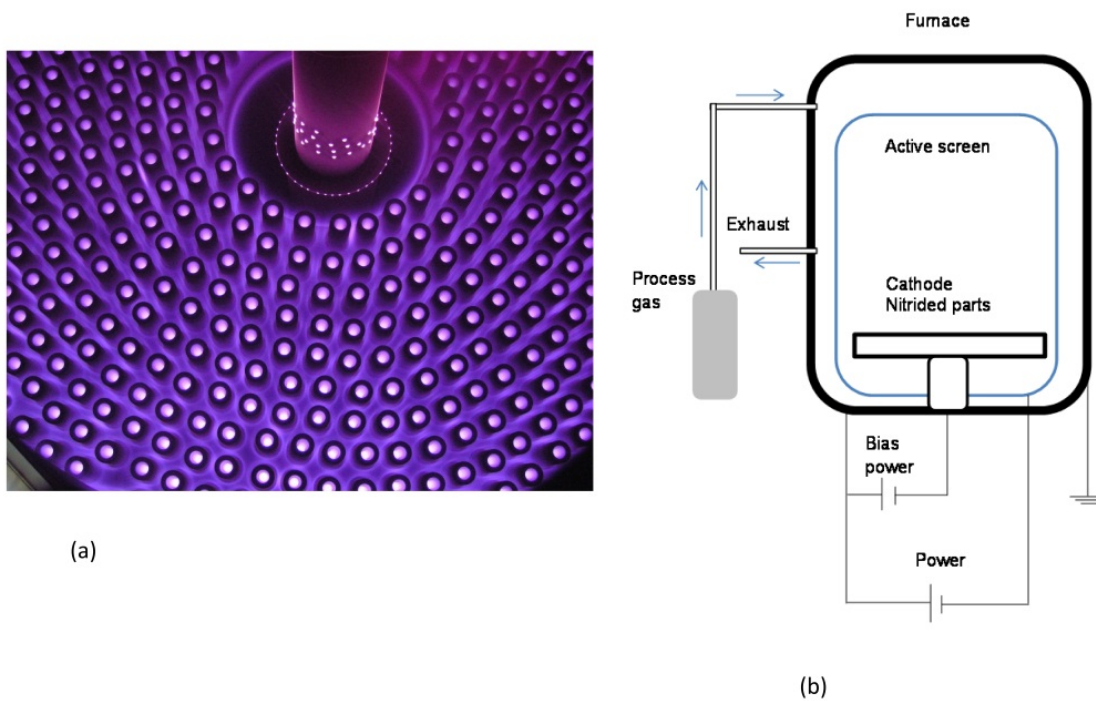 Furnace
Active screen
Exhaust
Process
gas
Cathode
Nitrided parts
Bias
power
Power
(a)
(b)